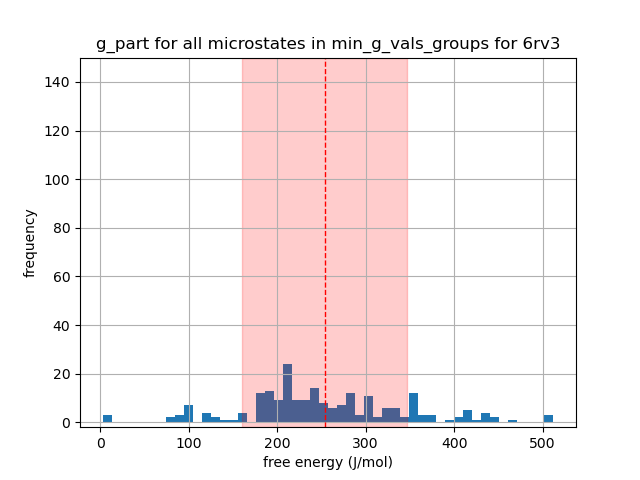 g_part for all microstates in min_g_vals_groups for 6rv3
140
120
100
80
60
40
20
0
frequency
0 100 200 300 400 500
free energy (J/mol)